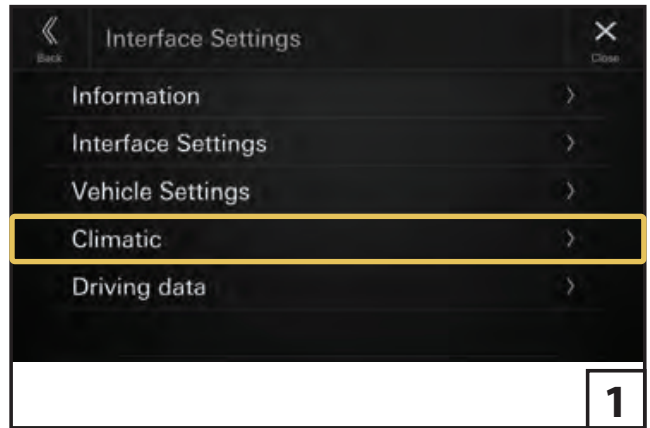 Interface Settings
Back
Close
Information
Interface Settings
Vehicle Settings
Climatic
Driving data
1